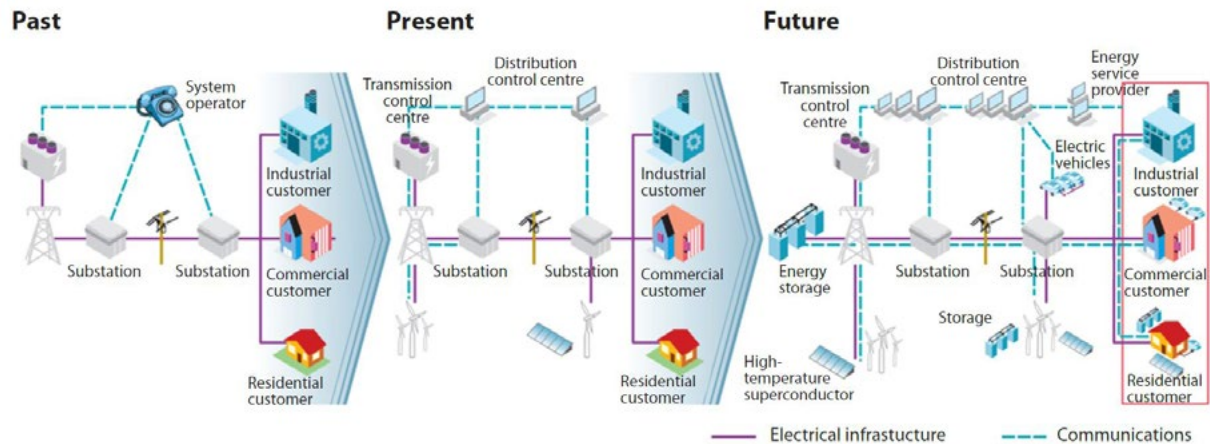 Past
System
operator
Substation
Substation
Industrial
customer
Commercial
customer
Residential
customer
Present
Transmission
control
centre
Distribution
control centre
Substation
Substation
Industrial
customer
Commercial
customer
Residential
customer
Future
Transmission
control
centre
Distribution
control centre
Energy
service
provider
Electric
vehicles
Industrial
customer
Energy
storage
Substation
Substation
Commercial
customer
Storage
High-
temperature
superconductor
Residential
customer
Electrical infrastucture
Communications